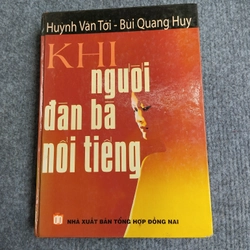 Huỳnh Văn Tới - Bùi Quang Huy
KHI
người
đàn bà
nổi tiếng
NHÀ XUẤT BẢN TỔNG HỢP ĐỒNG NAI